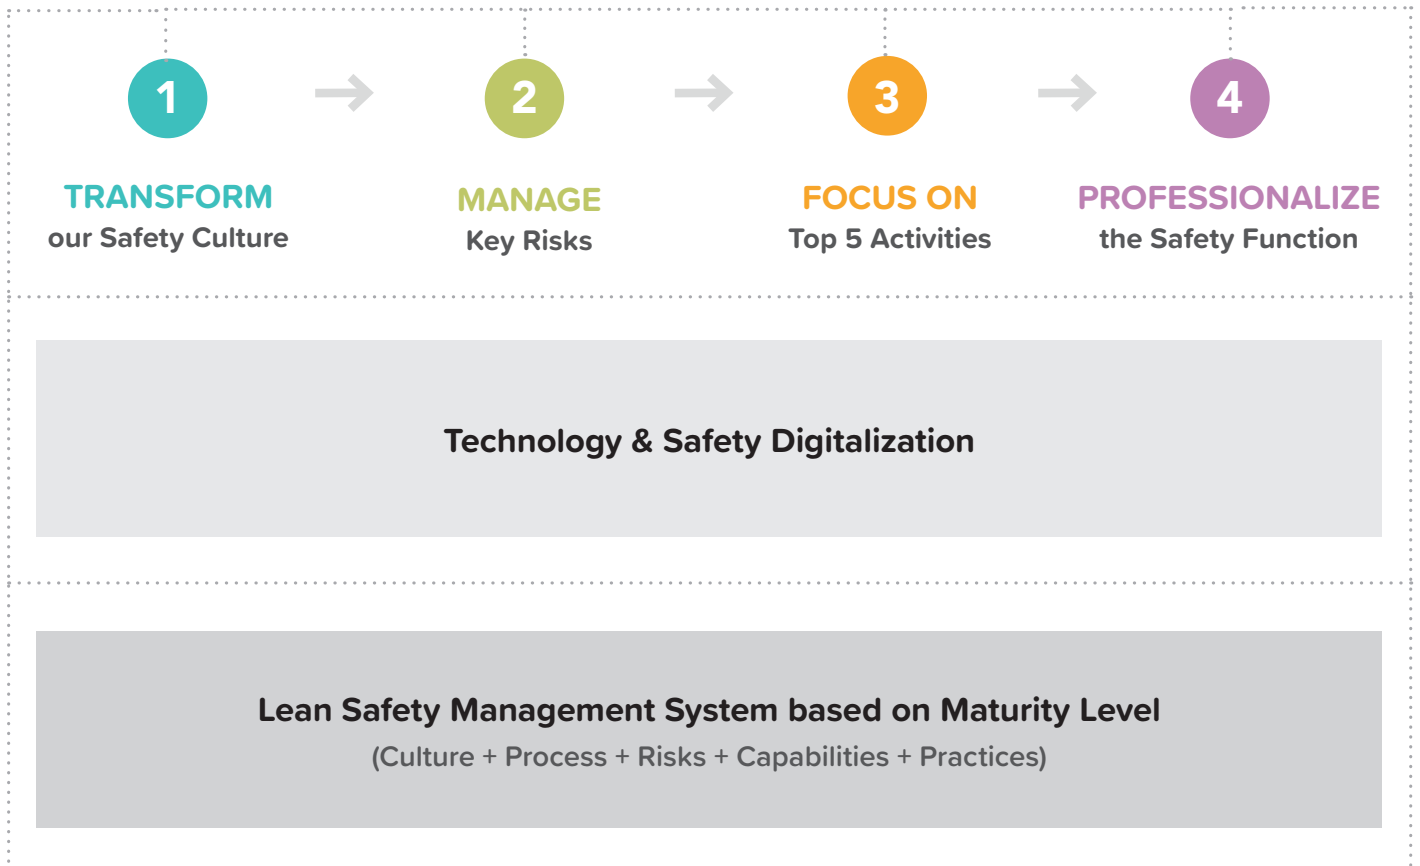 1
2
3
4
TRANSFORM
our Safety Culture
MANAGE
Key Risks
FOCUS ON
Top 5 Activities
PROFESSIONALIZE
the Safety Function
Technology & Safety Digitalization
Lean Safety Management System based on Maturity Level
(Culture + Process + Risks + Capabilities + Practices)